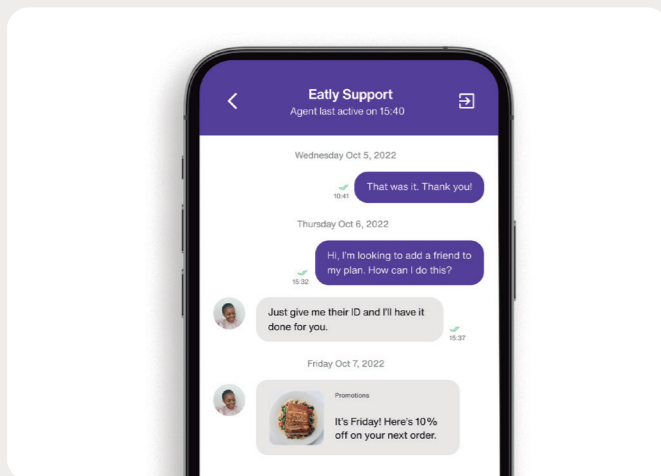 Eatly Support
Agent last active on 15:40
Wednesday Oct 5, 2022
That was it. Thank you!
10:41
Thursday Oct 6, 2022
Hi, I'm looking to add a friend to
my plan. How can I do this?
15:32
Just give me their ID and I'll have it
done for you.
15:37
Friday Oct 7, 2022
Promotions
It's Friday! Here's 10%
off on your next order.